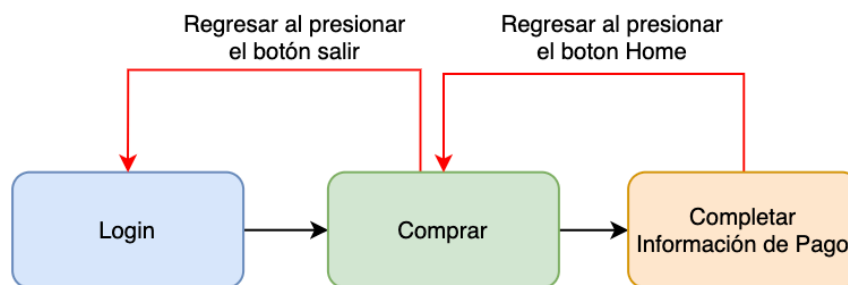 Regresar al presionar
el botón salir
Regresar al presionar
el boton Home
Login
Comprar
Completar
Información de Pago